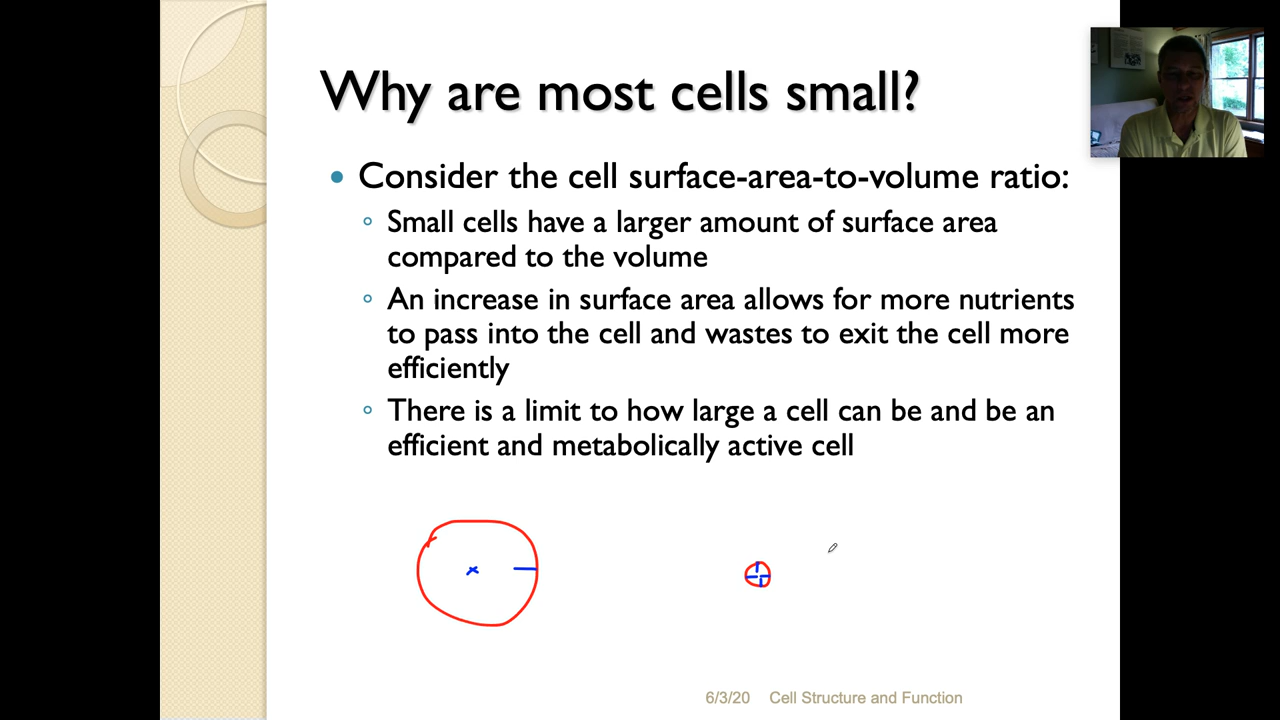 Why are most cells small?
Consider the cell surface-area-to-volume ratio:
Small cells have a larger amount of surface area
compared to the volume
An increase in surface area allows for more nutrients
to pass into the cell and wastes to exit the cell more
efficiently
There is a limit to how large a cell can be and be an
efficient and metabolically active cell
6/3/20 Cell Structure and Function